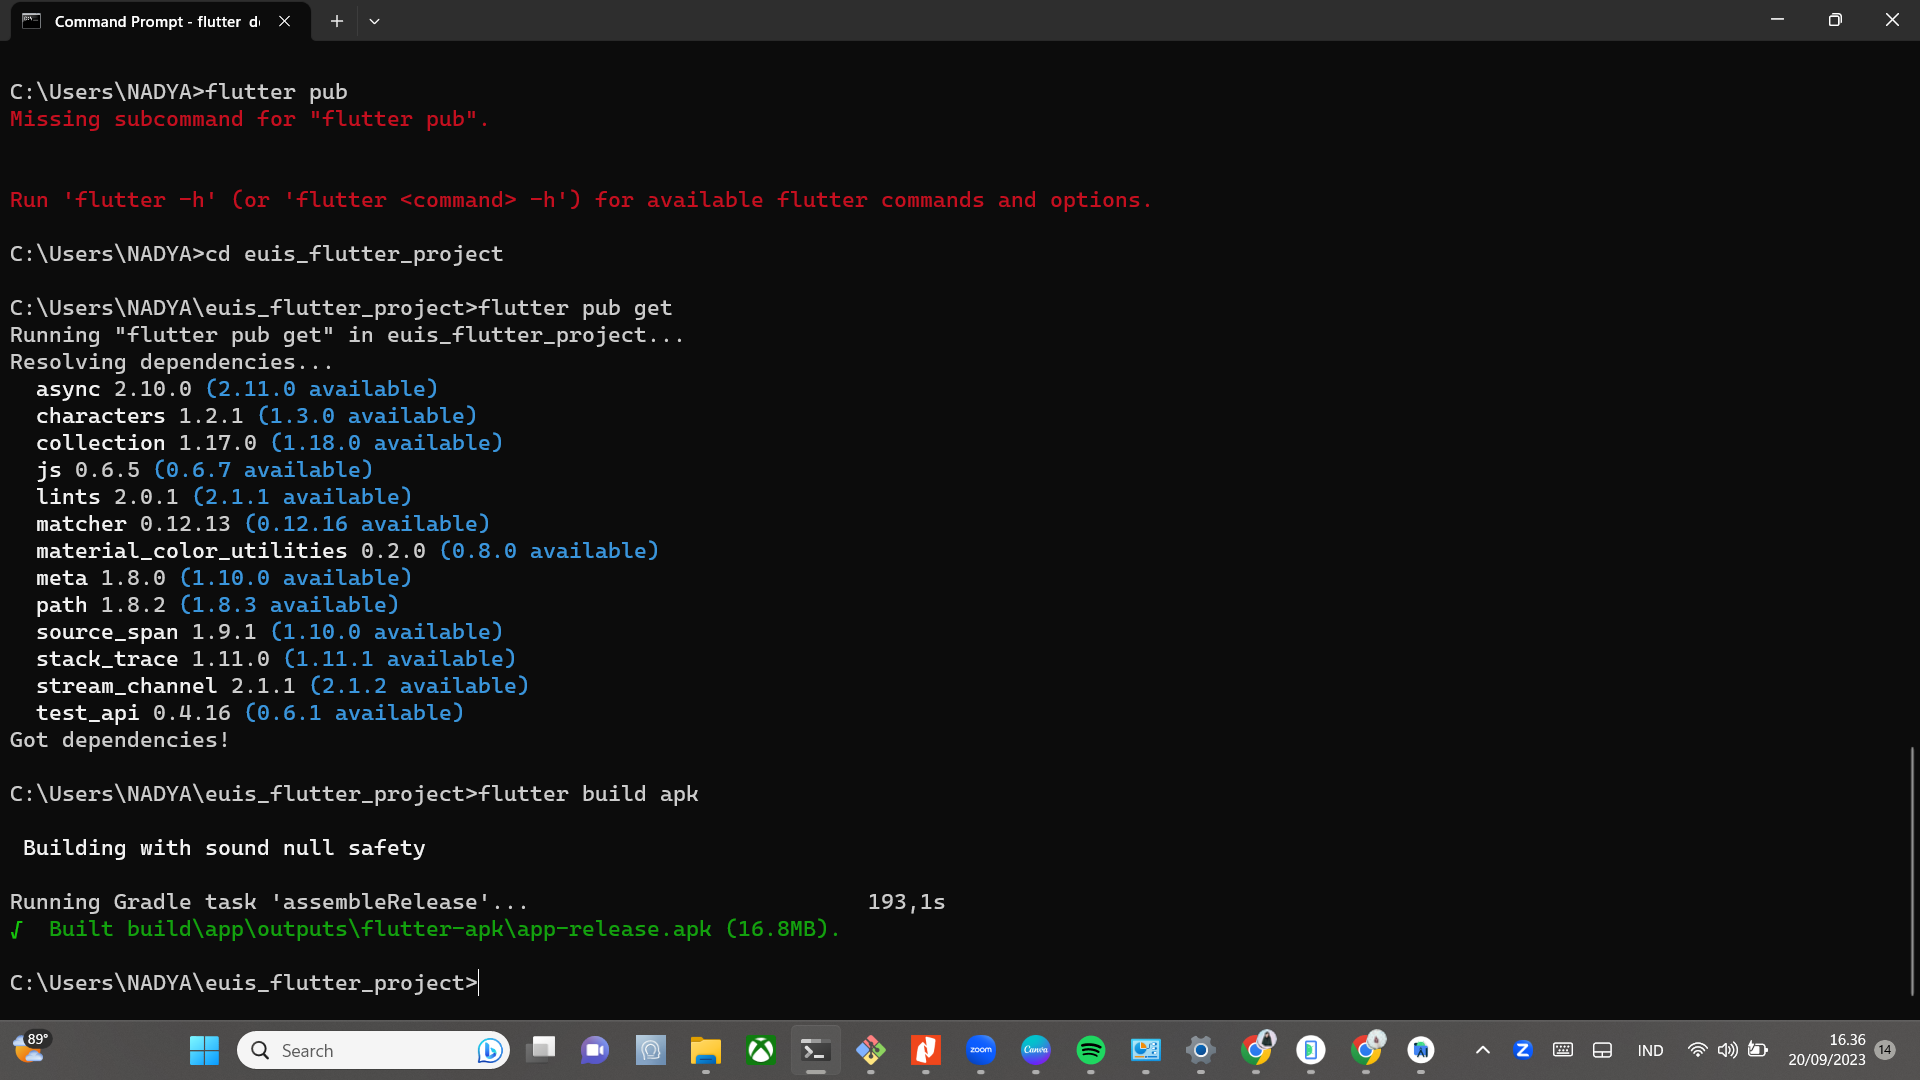 Command Prompt - flutter d
C:\Users\NADYA>flutter pub
Missing subcommand for "flutter pub".
Run 'flutter -h' (or 'flutter <command> -h') for available flutter commands and options.
C:\Users\NADYA>cd euis_flutter_project
C:\Users\NADYA\euis_flutter_project>flutter pub get
Running "flutter pub get" in euis_flutter_project...
Resolving dependencies...
async 2.10.0 (2.11.0 available)
characters 1.2.1 (1.3.0 available)
collection 1.17.0 (1.18.0 available)
js 0.6.5 (0.6.7 available)
lints 2.0.1 (2.1.1 available)
matcher 0.12.13 (0.12.16 available)
material_color_utilities 0.2.0 (0.8.0 available)
meta 1.8.0 (1.10.0 available)
path 1.8.2 (1.8.3 available)
source_span 1.9.1 (1.10.0 available)
stack_trace 1.11.0 (1.11.1 available)
stream_channel 2.1.1 (2.1.2 available)
test_api 0.4.16 (0.6.1 available)
Got dependencies!
C:\Users\NADYA\euis_flutter_project>flutter build apk
Building with sound null safety
Running Gradle task 'assembleRelease'... 193,1s
√ Built build\app\outputs\flutter-apk\app-release.apk (16.8MB).
C:\Users\NADYA\euis_flutter_project>
89°
Search
zoom
Canva
AI
Z
IND
16.36
20/09/2023
14